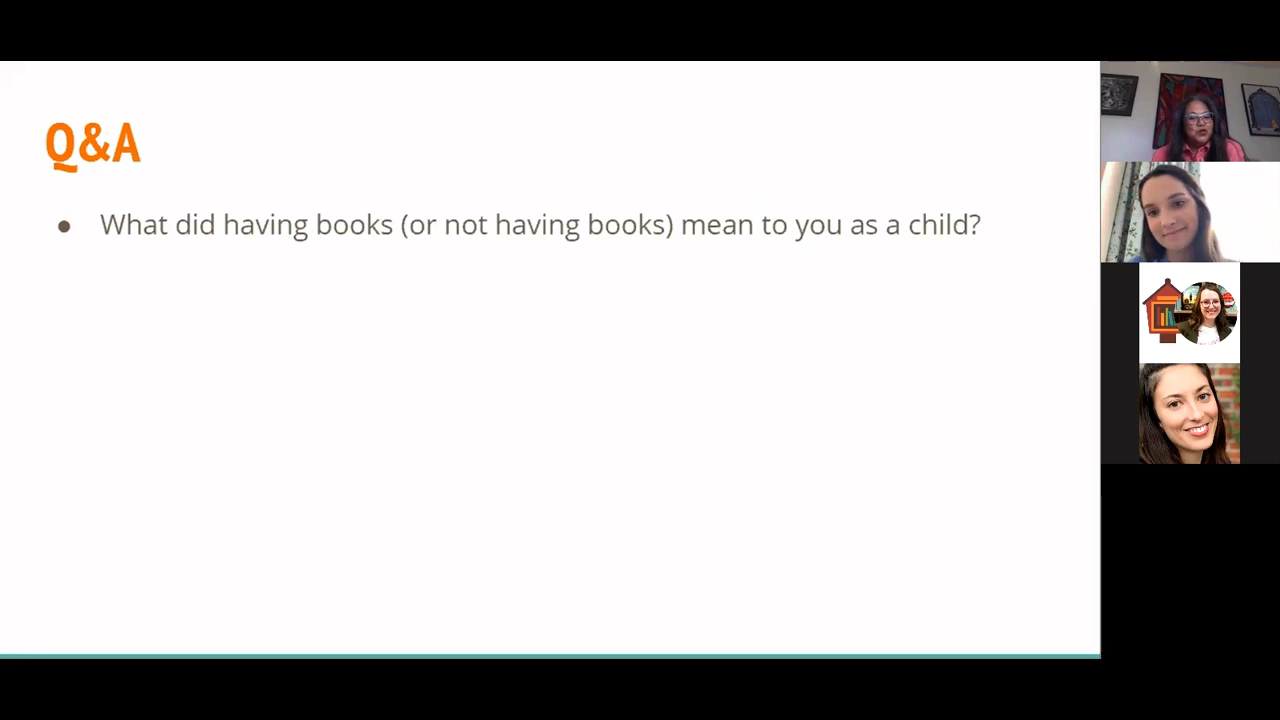 Q&A
● What did having books (or not having books) mean to you as a child?